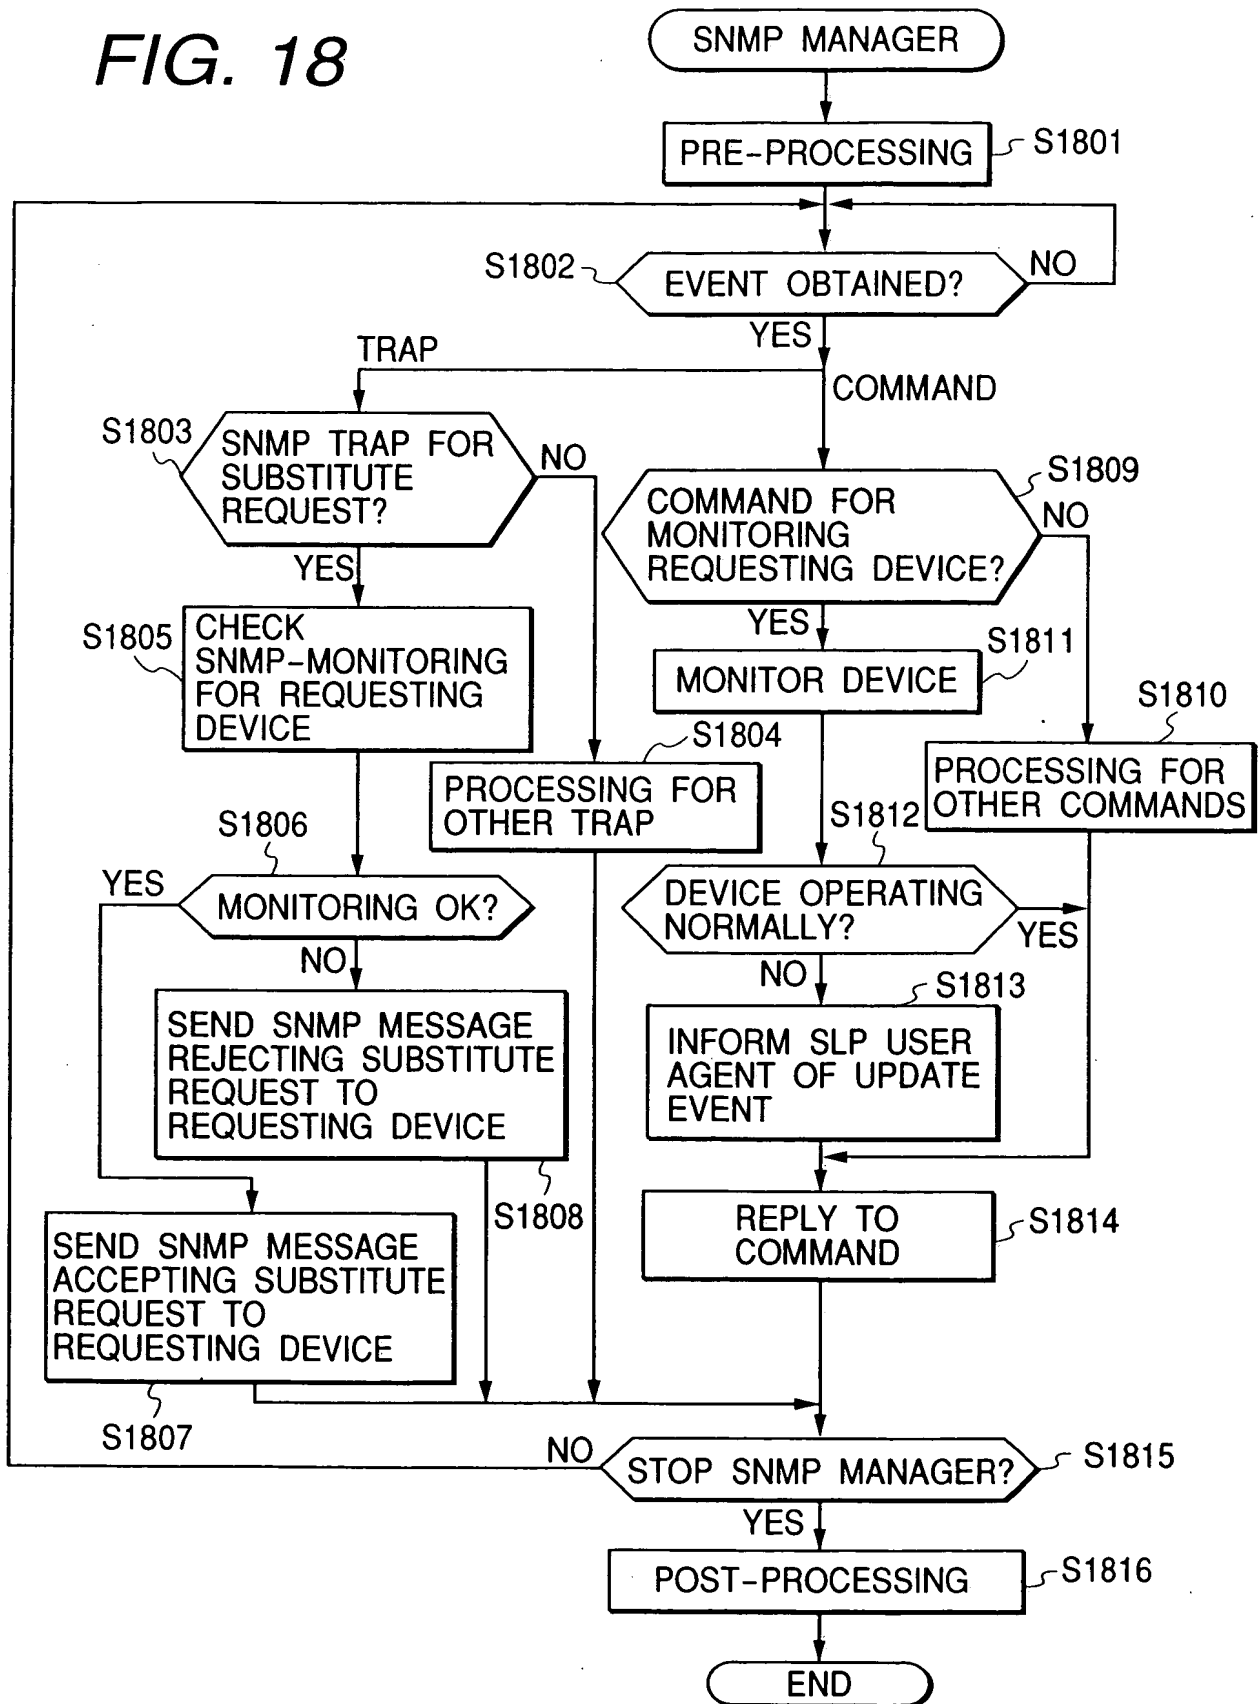 FIG. 18
SNMP MANAGER
PRE-PROCESSING
S1801
S1802
EVENT OBTAINED?
NO
YES
TRAP
COMMAND
S1803
SNMP TRAP FOR
SUBSTITUTE
REQUEST?
NO
YES
S1809
COMMAND FOR
MONITORING
REQUESTING DEVICE?
NO
YES
S1805
CHECK
SNMP-MONITORING
FOR REQUESTING
DEVICE
S1811
MONITOR DEVICE
S1804
PROCESSING FOR
OTHER TRAP
S1810
PROCESSING FOR
OTHER COMMANDS
S1806
YES
MONITORING OK?
NO
S1812
DEVICE OPERATING
NORMALLY?
YES
NO
SEND SNMP MESSAGE
REJECTING SUBSTITUTE
REQUEST TO
REQUESTING DEVICE
S1808
S1813
INFORM SLP USER
AGENT OF UPDATE
EVENT
SEND SNMP MESSAGE
ACCEPTING SUBSTITUTE
REQUEST TO
REQUESTING DEVICE
S1807
REPLY TO
COMMAND
S1814
NO
STOP SNMP MANAGER?
S1815
YES
POST-PROCESSING
S1816
END